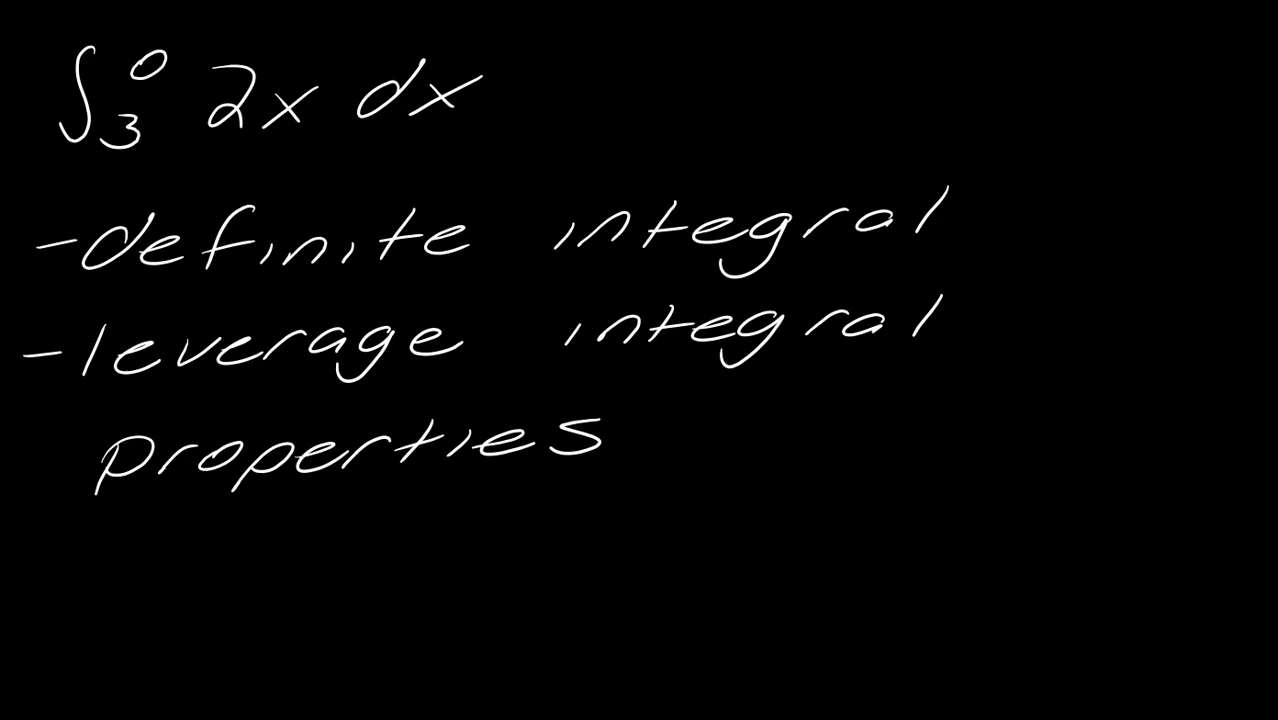 ∫₃⁰ 2x dx
-definite integral
-leverage integral
properties